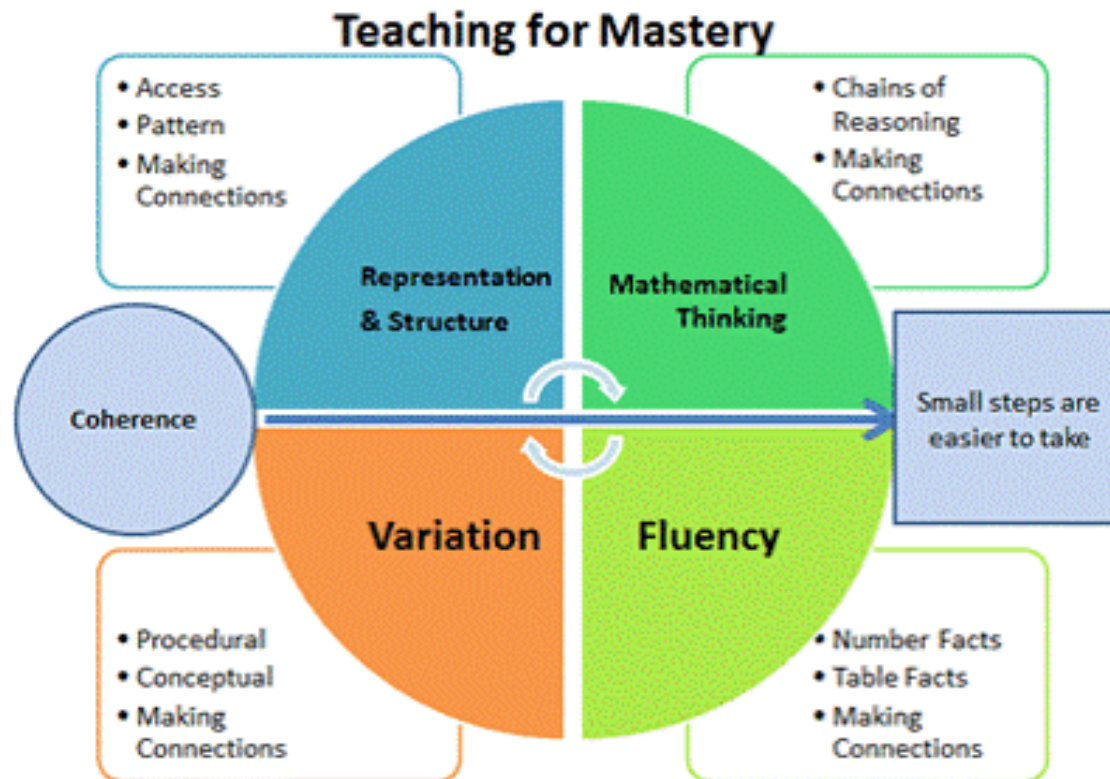 Teaching for Mastery
• Access
• Pattern
• Making
Connections
• Chains of
Reasoning
• Making
Connections
Representation
& Structure
Mathematical
Thinking
Coherence
Small steps are
easier to take
Variation
Fluency
• Procedural
• Conceptual
• Making
Connections
• Number Facts
• Table Facts
• Making
Connections